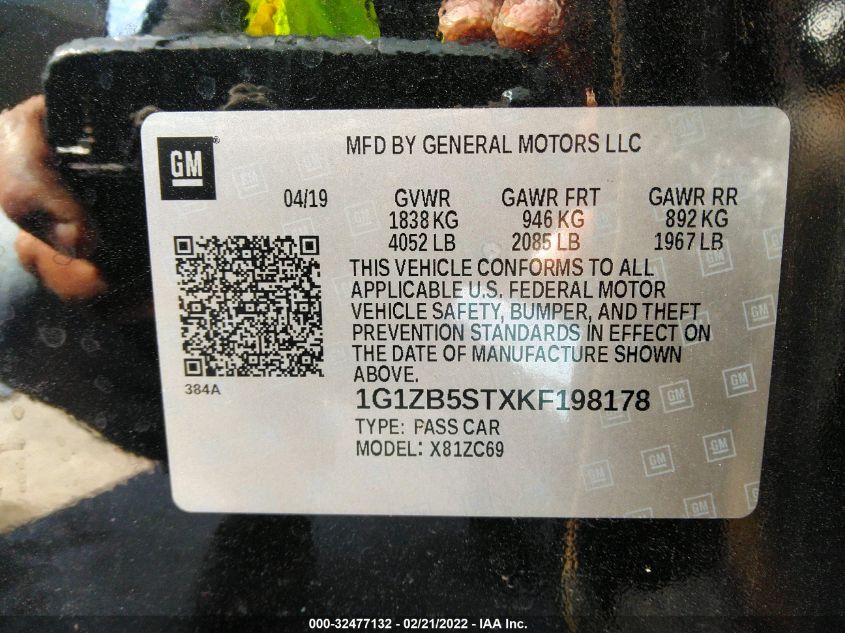 GM
MFD BY GENERAL MOTORS LLC
04/19 GVWR GAWR FRT GAWR RR
1838 KG 946 KG 892 KG
4052 LB 2085 LB 1967 LB
THIS VEHICLE CONFORMS TO ALL
APPLICABLE U.S. FEDERAL MOTOR
VEHICLE SAFETY, BUMPER, AND THEFT
PREVENTION STANDARDS IN EFFECT ON
THE DATE OF MANUFACTURE SHOWN
ABOVE.
384A
1G1ZB5STXKF198178
TYPE: PASS CAR
MODEL: X81ZC69
000-32477132 - 02/21/2022 - IAA Inc.